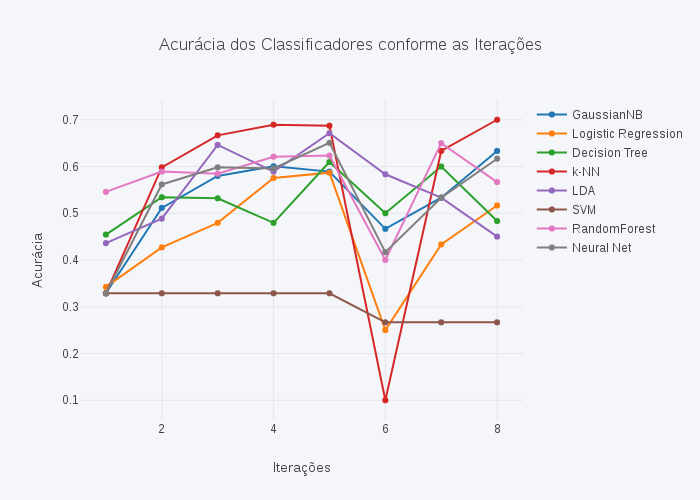 Acurácia dos Classificadores conforme as Iterações
GaussianNB
Logistic Regression
Decision Tree
k-NN
LDA
SVM
RandomForest
Neural Net
Acurácia
0.7
0.6
0.5
0.4
0.3
0.2
0.1
2 4 6 8
Iterações